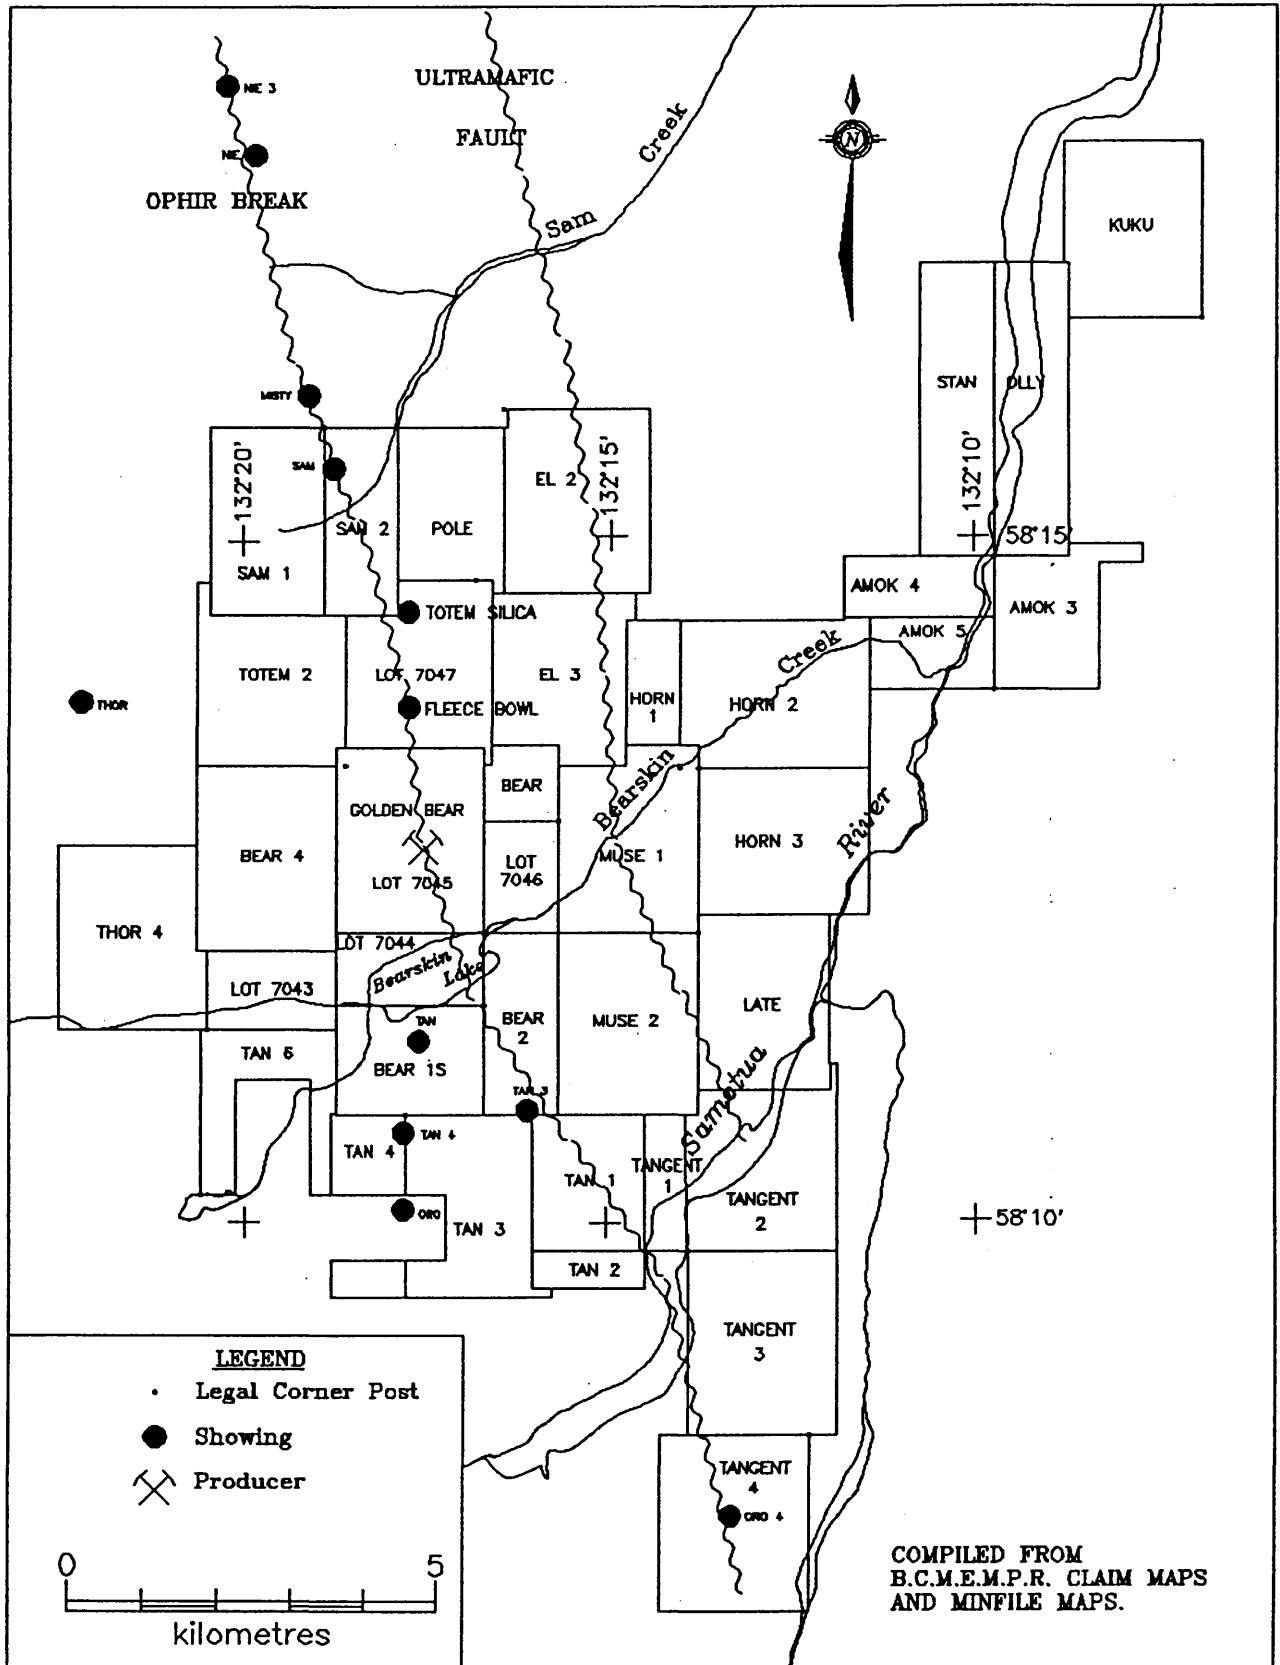 ULTRAMAFIC
FAULT
NIE 3
NIE
OPHIR BREAK
Creek
Sam
N
KUKU
STAN
OLLY
MISTY
SAM
132°20'
132°15'
132°10'
58°15'
EL 2
SAM 2
POLE
SAM 1
AMOK 4
AMOK 3
AMOK 5
TOTEM SILICA
TOTEM 2
LOT 7047
EL 3
HORN
1
HORN 2
Creek
THOR
FLEECE BOWL
Bearskin
BEAR
GOLDEN BEAR
River
BEAR 4
LOT
7046
MUSE 1
HORN 3
LOT 7045
THOR 4
LOT 7044
Bearskin
Lake
LOT 7043
LATE
TAN
BEAR
2
MUSE 2
TAN 6
BEAR 1S
Samotua
TAN 3
TAN 4
TAN 4
TAN 1
TANGENT
1
TANGENT
2
ORO
TAN 3
58°10'
TAN 2
TANGENT
3
LEGEND
Legal Corner Post
Showing
Producer
TANGENT
4
ORO 4
0 5
kilometres
COMPILED FROM
B.C.M.E.M.P.R. CLAIM MAPS
AND MINFILE MAPS.